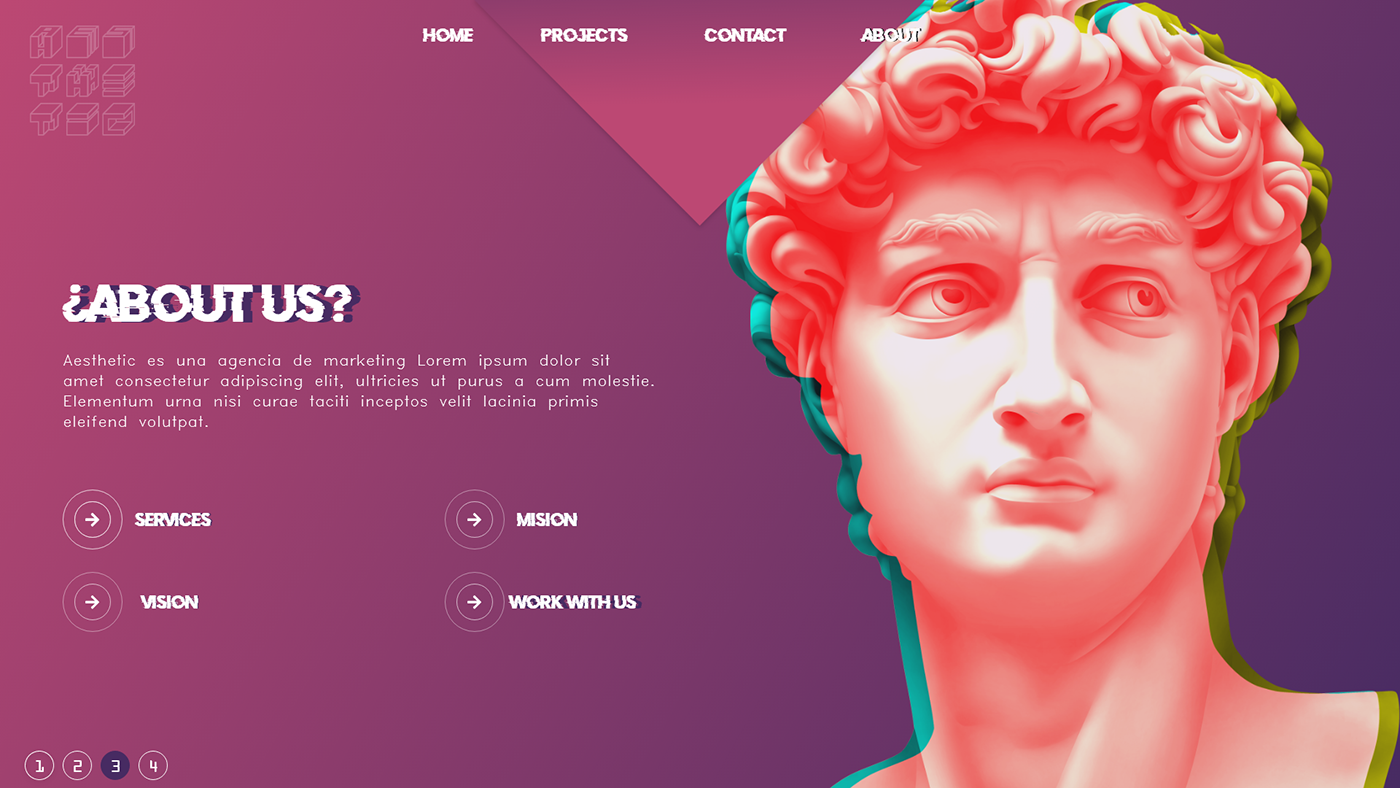 HOME PROJECTS CONTACT ABOUT
¿ABOUT US?
Aesthetic es una agencia de marketing Lorem ipsum dolor sit
amet consectetur adipiscing elit, ultricies ut purus a cum molestie.
Elementum urna nisi curae taciti inceptos velit lacinia primis
eleifend volutpat.
SERVICES
MISION
VISION
WORK WITH US
1 2 3 4